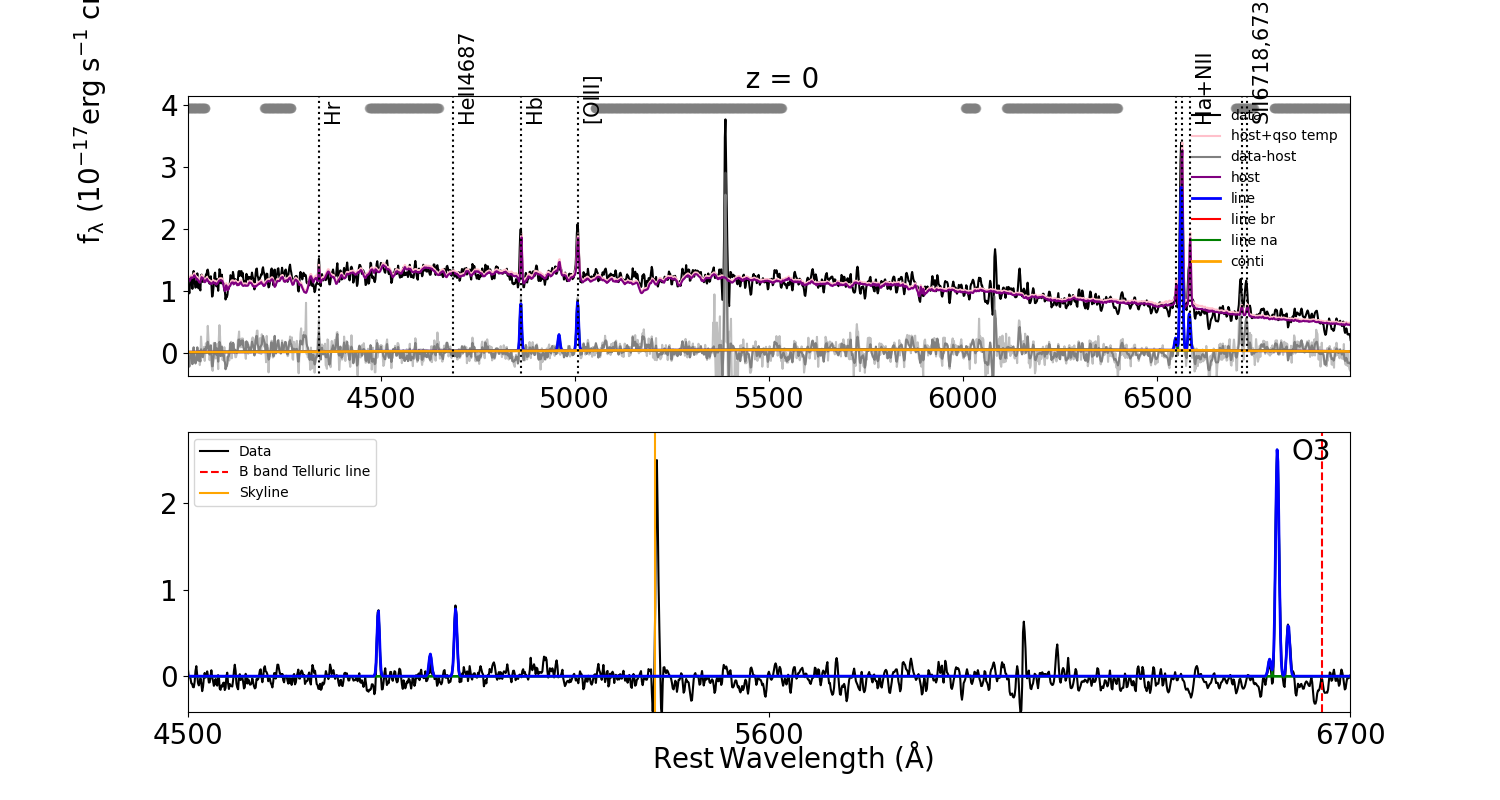 f_λ (10⁻¹⁷ erg s⁻¹
z = 0
Hr
HeII4687
Hb
[OIII]
Ha+NII
SII6718,673
data
host+qso temp
data-host
host
line
line br
line na
conti
4
3
2
1
0
4500 5000 5500 6000 6500
Data
B band Telluric line
Skyline
O3
2
1
0
4500 5600 6700
Rest Wavelength (Å)